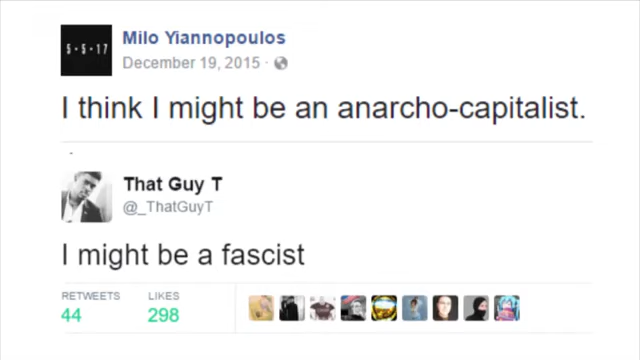 5·5·17
Milo Yiannopoulos
December 19, 2015 ·
I think I might be an anarcho-capitalist.
That Guy T
@_ThatGuyT
I might be a fascist
RETWEETS LIKES
44 298